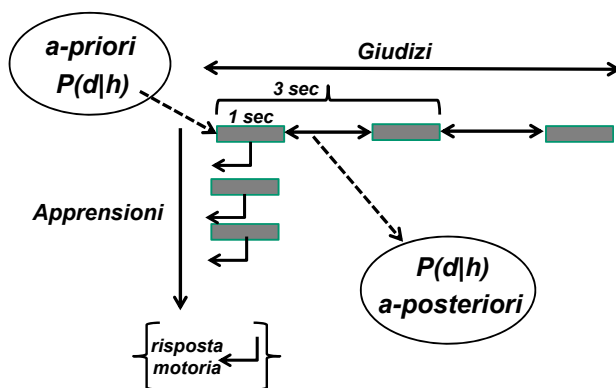 a-priori
P(d|h)
Giudizi
3 sec
1 sec
Apprensioni
P(d|h)
a-posteriori
risposta
motoria